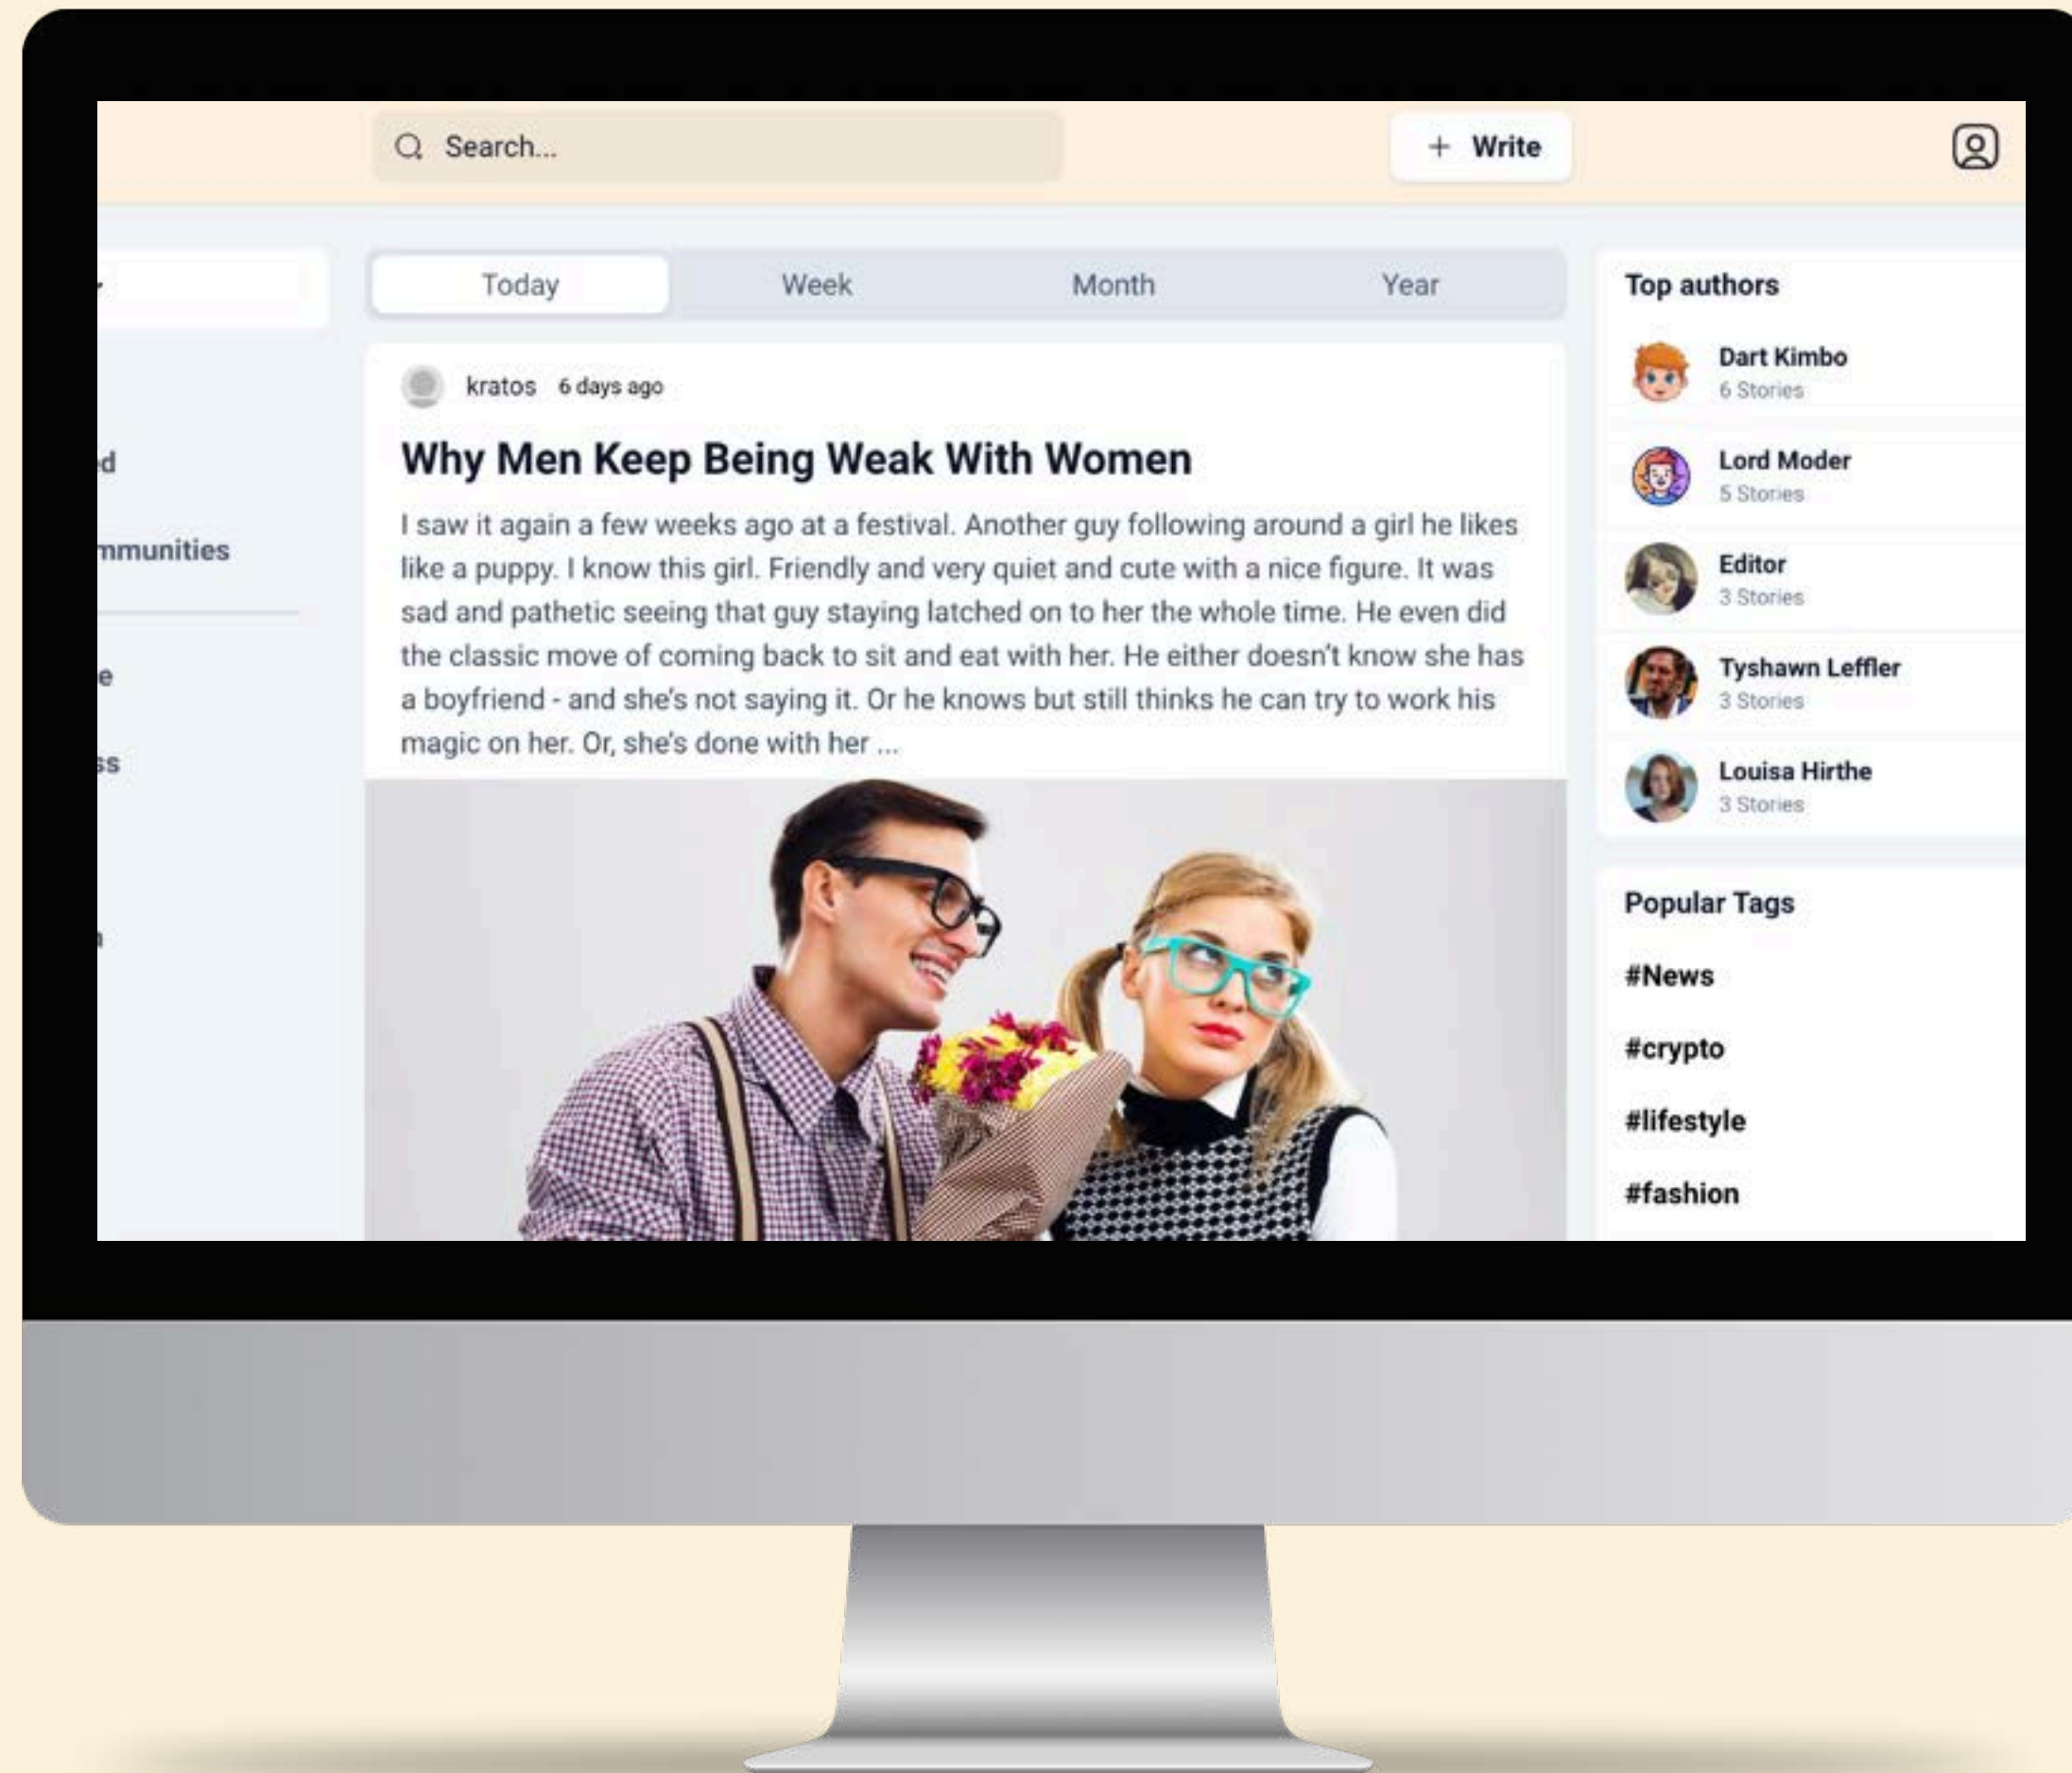 Search...
+ Write
Today Week Month Year
mmunities
kratos 6 days ago
Why Men Keep Being Weak With Women
I saw it again a few weeks ago at a festival. Another guy following around a girl he likes
like a puppy. I know this girl. Friendly and very quiet and cute with a nice figure. It was
sad and pathetic seeing that guy staying latched on to her the whole time. He even did
the classic move of coming back to sit and eat with her. He either doesn't know she has
a boyfriend - and she's not saying it. Or he knows but still thinks he can try to work his
magic on her. Or, she's done with her ...
Top authors
Dart Kimbo
6 Stories
Lord Moder
5 Stories
Editor
3 Stories
Tyshawn Leffler
3 Stories
Louisa Hirthe
3 Stories
Popular Tags
#News
#crypto
#lifestyle
#fashion